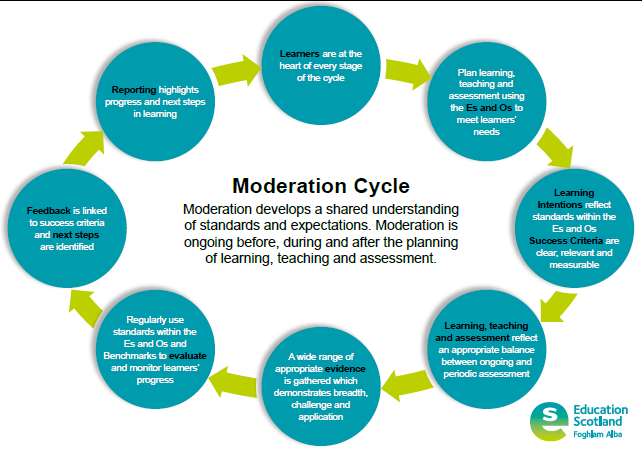 Learners are at the
heart of every stage
of the cycle
Plan learning,
teaching and
assessment using
the Es and Os to
meet learners'
needs
Learning
Intentions reflect
standards within the
Es and Os
Success Criteria are
clear, relevant and
measurable
Learning, teaching
and assessment reflect
an appropriate balance
between ongoing and
periodic assessment
A wide range of
appropriate evidence
is gathered which
demonstrates breadth,
challenge and
application
Regularly use
standards within the
Es and Os and
Benchmarks to evaluate
and monitor learners'
progress
Feedback is linked
to success criteria
and next steps
are identified
Reporting highlights
progress and next steps
in learning
Moderation Cycle
Moderation develops a shared understanding
of standards and expectations. Moderation is
ongoing before, during and after the planning
of learning, teaching and assessment.
Education
Scotland
Foghlam Alba